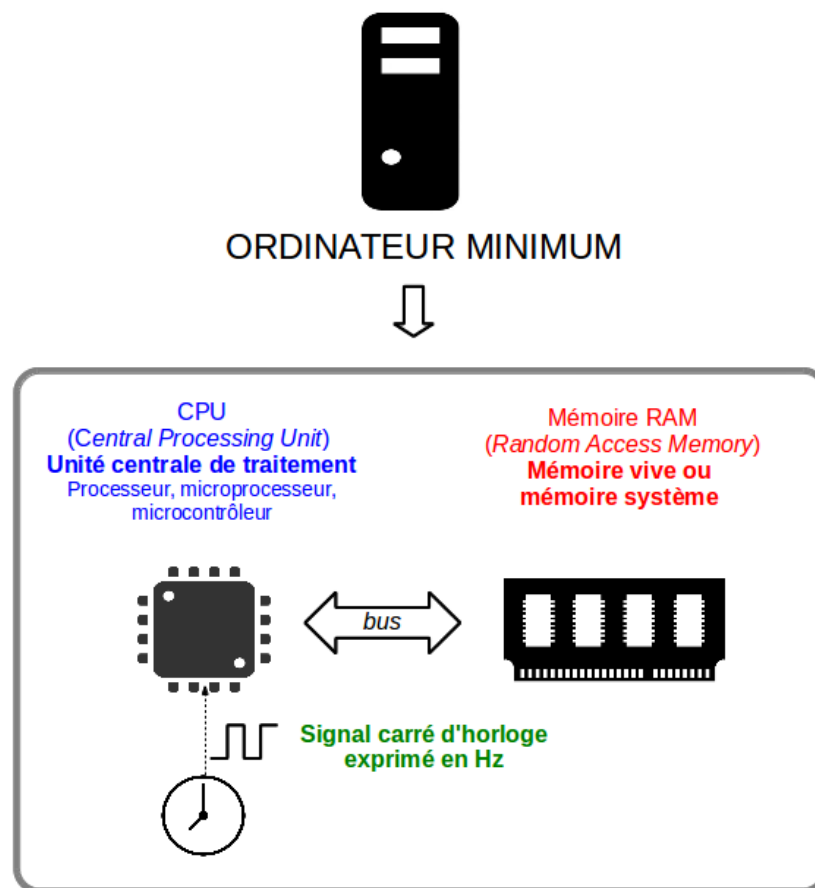 ORDINATEUR MINIMUM
CPU
(Central Processing Unit)
Unité centrale de traitement
Processeur, microprocesseur,
microcontrôleur
Mémoire RAM
(Random Access Memory)
Mémoire vive ou
mémoire système
bus
Signal carré d'horloge
exprimé en Hz